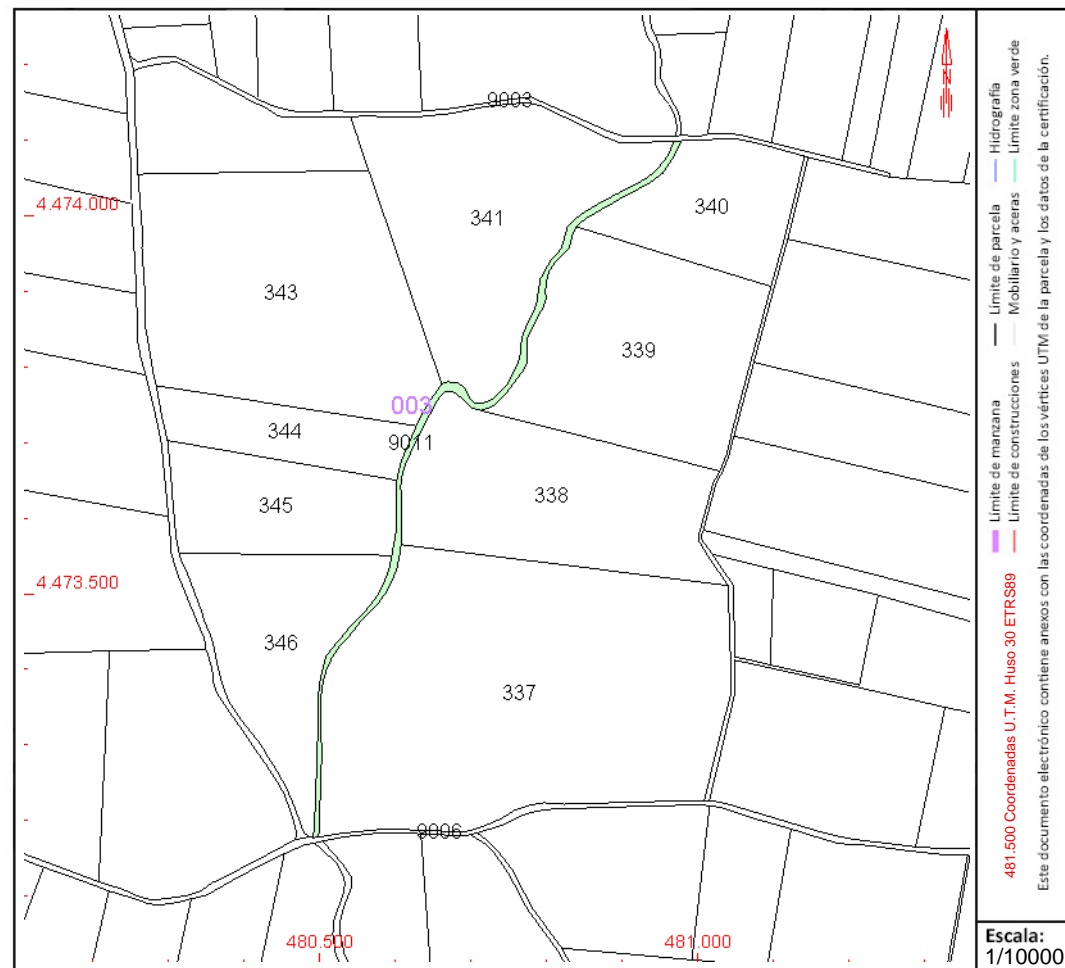 9003
4.474.000
341
340
343
339
003
344
9011
345
338
4.473.500
346
337
9006
480.500
481.000
N
Hidrografía
Límite zona verde
Límite de parcela
Mobiliario y aceras
Límite de manzana
Límite de construcciones
481.500 Coordenadas U.T.M. Huso 30 ETRS89
Este documento electrónico contiene anexos con las coordenadas de los vértices UTM de la parcela y los datos de la certificación.
Escala:
1/10000